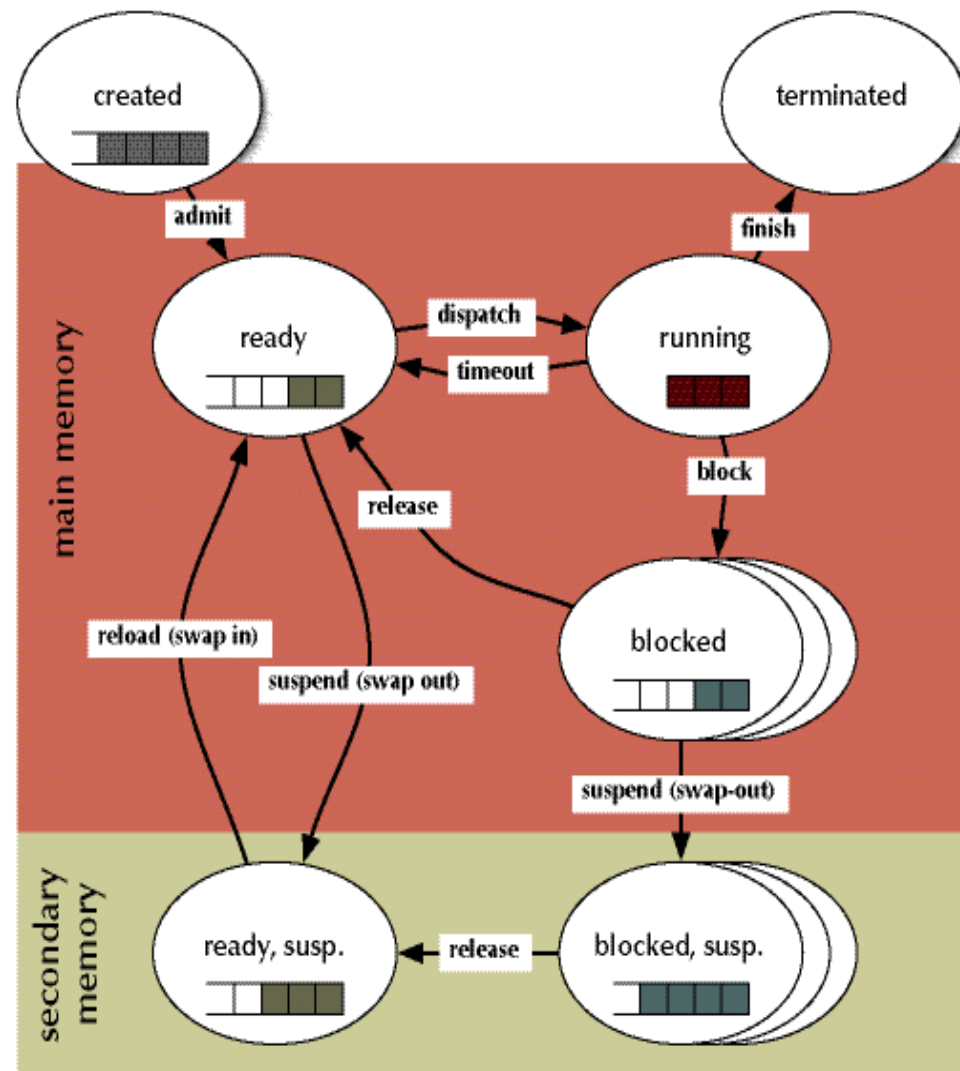 created
terminated
admit
finish
ready
dispatch
running
timeout
main memory
block
release
blocked
reload (swap in)
suspend (swap out)
suspend (swap-out)
secondary
memory
ready, susp.
release
blocked, susp.